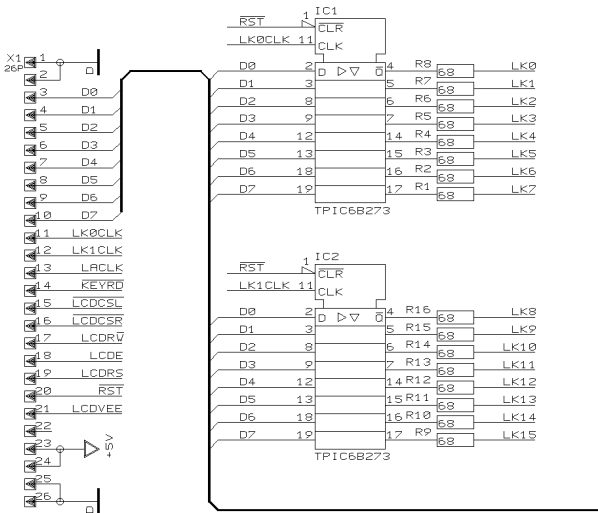 X1
26P
1
2
3 D0
4 D1
5 D2
6 D3
7 D4
8 D5
9 D6
10 D7
11 LK0CLK
12 LK1CLK
13 LACLK
14 KEYRD
15 LCDCSL
16 LCDCSR
17 LCDRW
18 LCDE
19 LCDRS
20 RST
21 LCDVEE
22
23
24
25
26
D
+5V
D
IC1
RST 1 CLR
LK0CLK 11 CLK
D0 2 D Q 4 R8 68 LK0
D1 3 5 R7 68 LK1
D2 8 6 R6 68 LK2
D3 9 7 R5 68 LK3
D4 12 14 R4 68 LK4
D5 13 15 R3 68 LK5
D6 18 16 R2 68 LK6
D7 19 17 R1 68 LK7
TPIC6B273
IC2
RST 1 CLR
LK1CLK 11 CLK
D0 2 D Q 4 R16 68 LK8
D1 3 5 R15 68 LK9
D2 8 6 R14 68 LK10
D3 9 7 R13 68 LK11
D4 12 14 R12 68 LK12
D5 13 15 R11 68 LK13
D6 18 16 R10 68 LK14
D7 19 17 R9 68 LK15
TPIC6B273